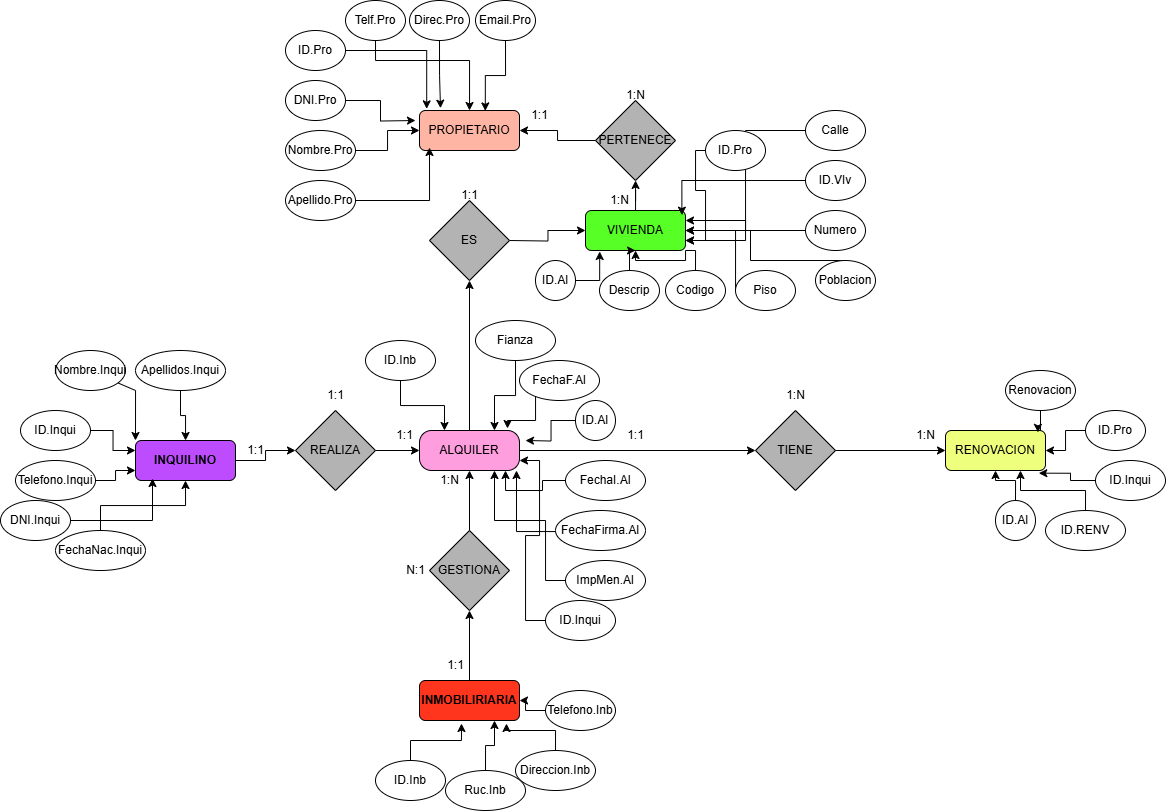 Telf.Pro
Direc.Pro
Email.Pro
ID.Pro
DNI.Pro
Nombre.Pro
Apellido.Pro
PROPIETARIO
1:1
1:N
PERTENECE
ID.Pro
Calle
ID.VIv
Numero
Poblacion
1:1
1:N
ES
VIVIENDA
ID.Al
Descrip
Codigo
Piso
Nombre.Inqui
Apellidos.Inqui
ID.Inqui
Telefono.Inqui
DNI.Inqui
FechaNac.Inqui
INQUILINO
1:1
1:1
REALIZA
1:1
ID.Inb
Fianza
FechaF.Al
ID.Al
ALQUILER
1:1
1:N
FechaI.Al
FechaFirma.Al
ImpMen.Al
ID.Inqui
1:N
TIENE
1:N
Renovacion
RENOVACION
ID.Pro
ID.Inqui
ID.Al
ID.RENV
N:1
GESTIONA
1:1
INMOBILIRIARIA
Telefono.Inb
ID.Inb
Ruc.Inb
Direccion.Inb